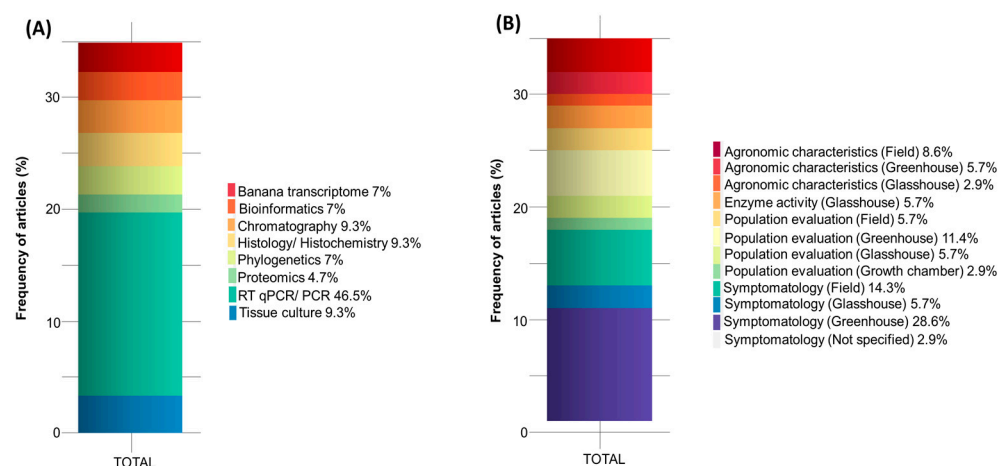 (A)
Frequency of articles (%)
30
20
10
0
TOTAL
Banana transcriptome 7%
Bioinformatics 7%
Chromatography 9.3%
Histology/ Histochemistry 9.3%
Phylogenetics 7%
Proteomics 4.7%
RT qPCR/ PCR 46.5%
Tissue culture 9.3%
(B)
Frequency of articles (%)
30
20
10
0
TOTAL
Agronomic characteristics (Field) 8.6%
Agronomic characteristics (Greenhouse) 5.7%
Agronomic characteristics (Glasshouse) 2.9%
Enzyme activity (Glasshouse) 5.7%
Population evaluation (Field) 5.7%
Population evaluation (Greenhouse) 11.4%
Population evaluation (Glasshouse) 5.7%
Population evaluation (Growth chamber) 2.9%
Symptomatology (Field) 14.3%
Symptomatology (Glasshouse) 5.7%
Symptomatology (Greenhouse) 28.6%
Symptomatology (Not specified) 2.9%